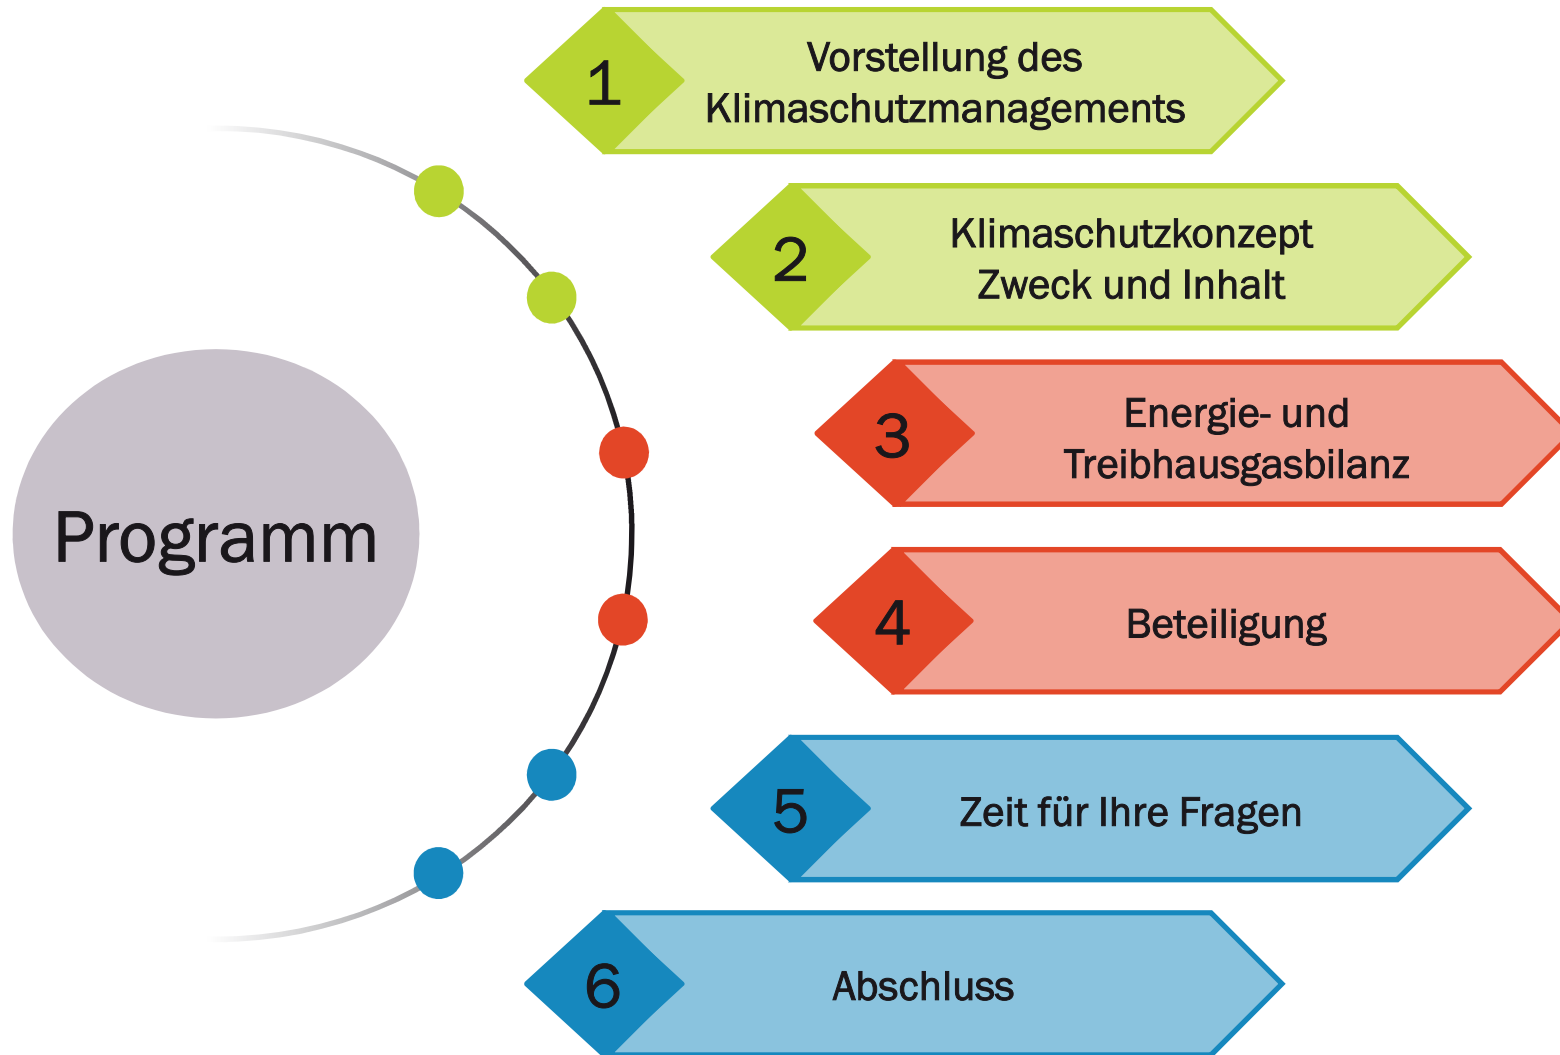 Programm
1
Vorstellung des
Klimaschutzmanagements
2
Klimaschutzkonzept
Zweck und Inhalt
3
Energie- und
Treibhausgasbilanz
4
Beteiligung
5
Zeit für Ihre Fragen
6
Abschluss